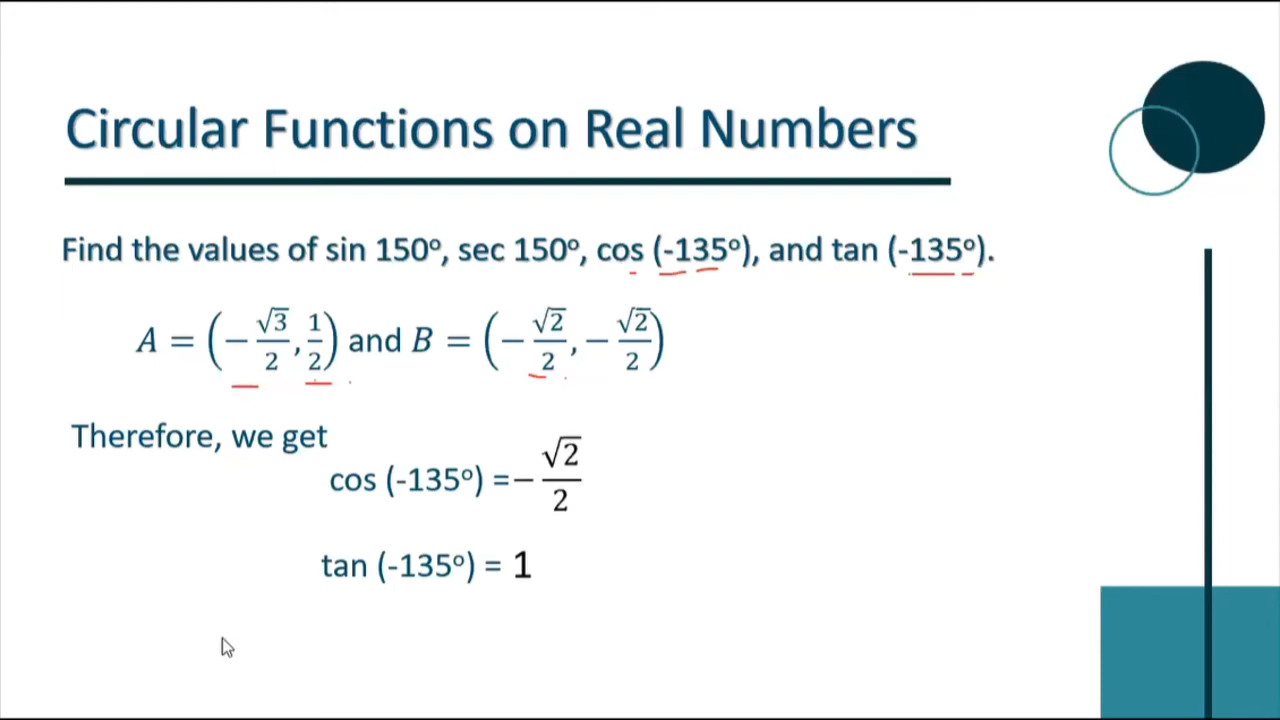 Circular Functions on Real Numbers
Find the values of sin 150º, sec 150º, cos (-135º), and tan (-135º).
A = (−√3/2, 1/2) and B = (−√2/2, −√2/2)
Therefore, we get
cos (-135º) =−√2/2
tan (-135º) = 1